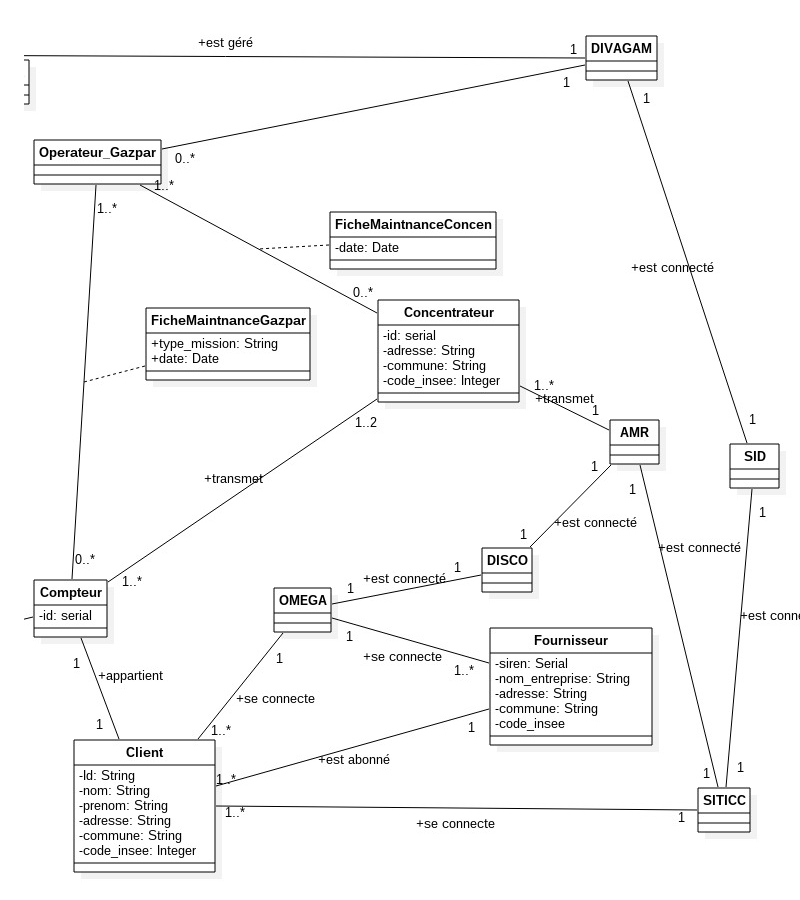 +est géré
1
DIVAGAM
1
1
Operateur_Gazpar
0..*
1..*
1..*
FicheMaintnanceConcen
-date: Date
+est connecté
0..*
Concentrateur
-id: serial
-adresse: String
-commune: String
-code_insee: Integer
FicheMaintnanceGazpar
+type_mission: String
+date: Date
1..*
+transmet
1
1..2
AMR
1
SID
+transmet
1
1
1
+est connecté
1
+est connecté
0..*
DISCO
1
+est connecté
1
Compteur
-id: serial
1..*
OMEGA
1
+se connecte
1..*
Fournisseur
-siren: Serial
-nom_entreprise: String
-adresse: String
-commune: String
-code_insee
+est conne
1
+appartient
1
1
+se connecte
1..*
1
+est abonné
1..*
Client
-Id: String
-nom: String
-prenom: String
-adresse: String
-commune: String
-code_insee: Integer
1..*
+se connecte
1
1
1
SITICC